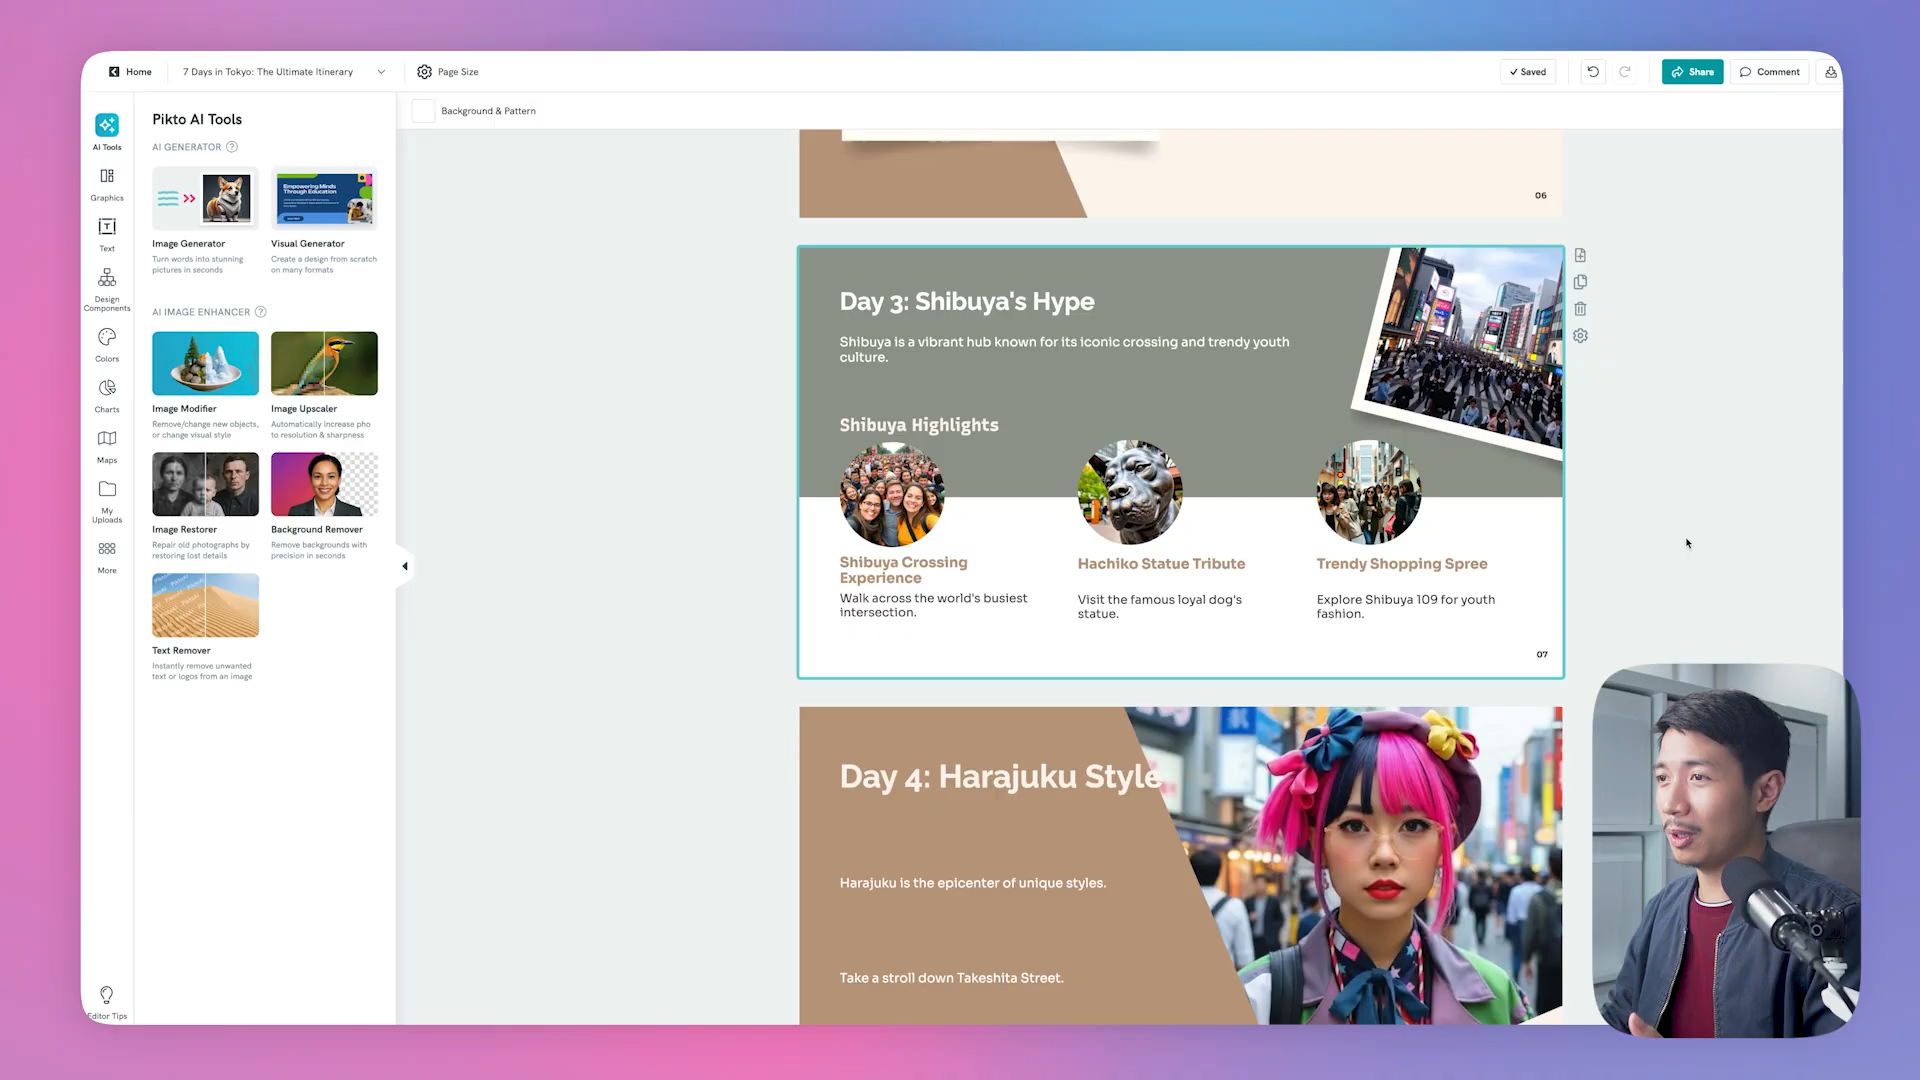 Home
7 Days in Tokyo: The Ultimate Itinerary
Page Size
Saved
Share
Comment
Background & Pattern
AI Tools
Graphics
Text
Design
Components
Colors
Charts
Maps
My
Uploads
More
Editor Tips
Pikto AI Tools
AI GENERATOR
Empowering Minds
Through Education
Image Generator
Turn words into stunning
pictures in seconds
Visual Generator
Create a design from scratch
on many formats
AI IMAGE ENHANCER
Image Modifier
Remove/change new objects,
or change visual style
Image Upscaler
Automatically increase pho
to resolution & sharpness
Image Restorer
Repair old photographs by
restoring lost details
Background Remover
Remove backgrounds with
precision in seconds
Text Remover
Instantly remove unwanted
text or logos from an image
06
Day 3: Shibuya's Hype
Shibuya is a vibrant hub known for its iconic crossing and trendy youth
culture.
Shibuya Highlights
Shibuya Crossing
Experience
Walk across the world's busiest
intersection.
Hachiko Statue Tribute
Visit the famous loyal dog's
statue.
Trendy Shopping Spree
Explore Shibuya 109 for youth
fashion.
07
Day 4: Harajuku Style
Harajuku is the epicenter of unique styles.
Take a stroll down Takeshita Street.